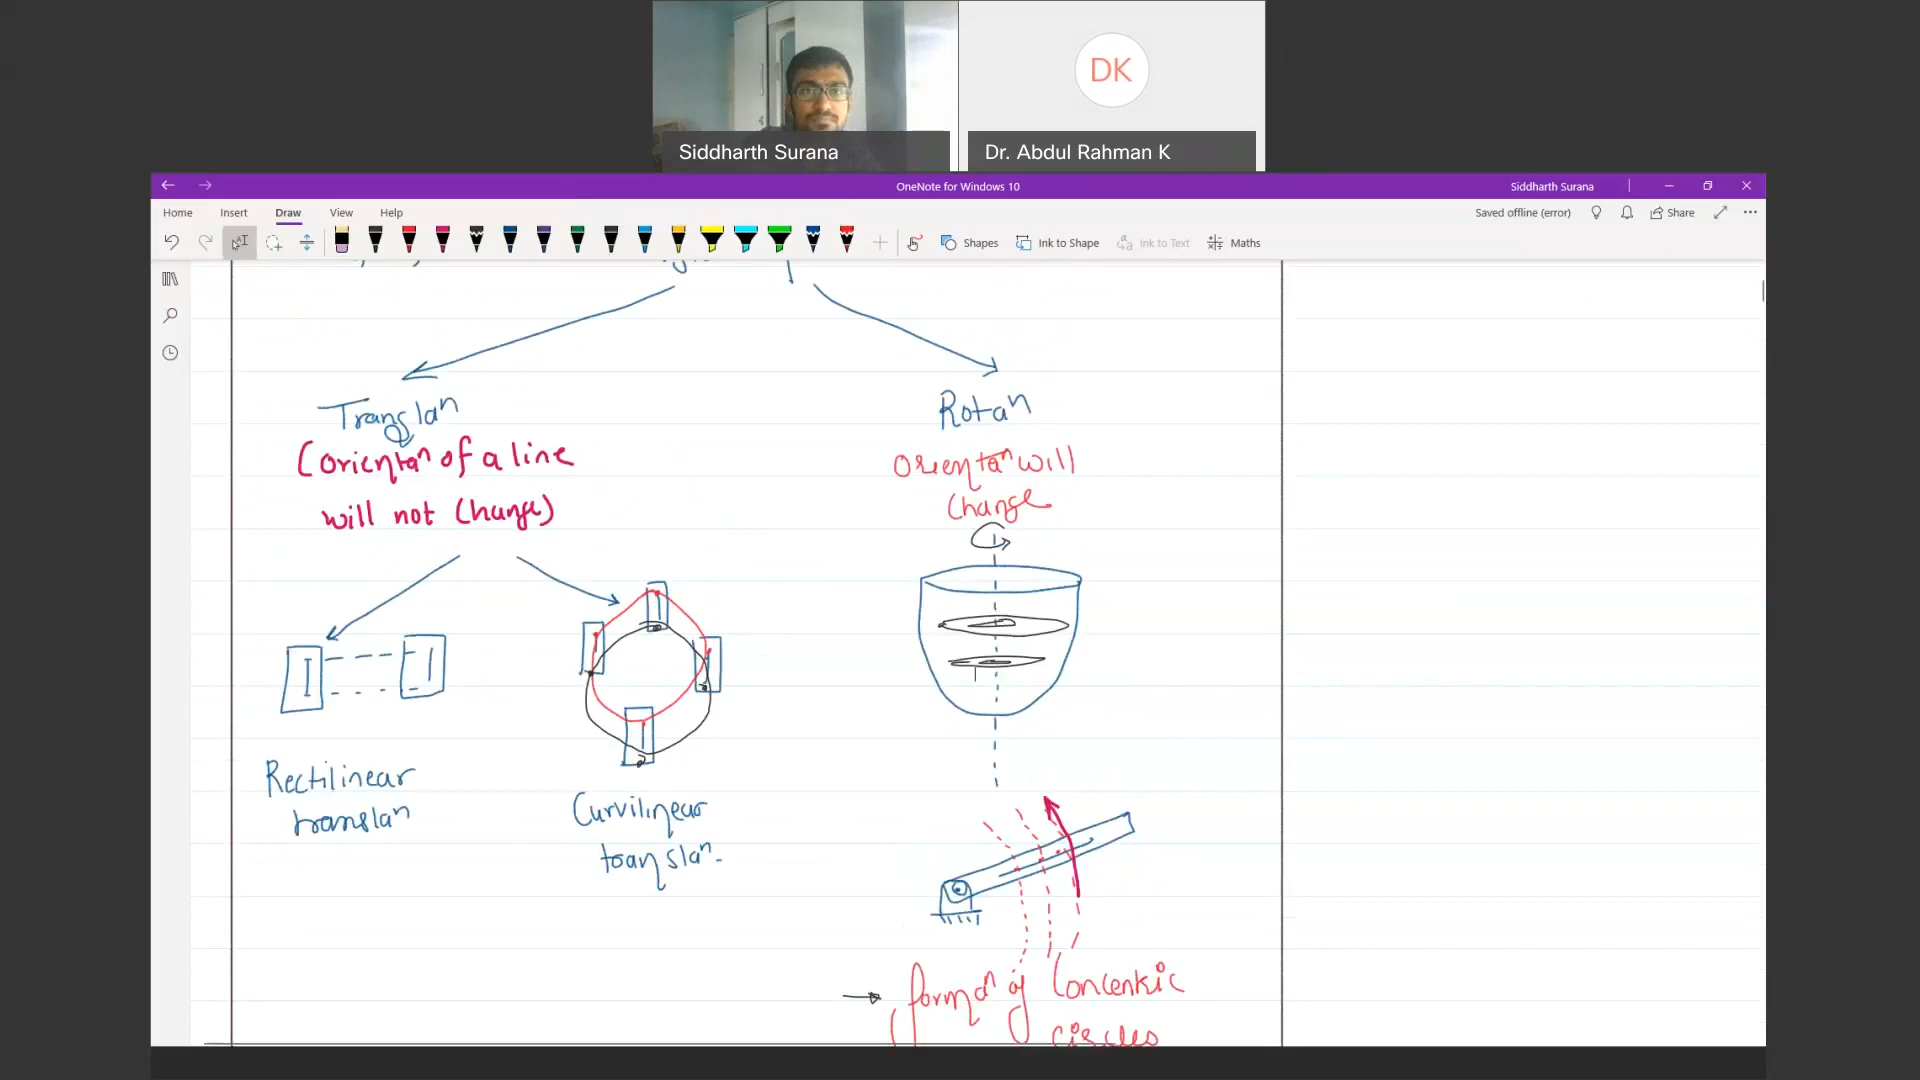 DK
Siddharth Surana
Dr. Abdul Rahman K
OneNote for Windows 10
Siddharth Surana
Home Insert Draw View Help
Saved offline (error)
Share
Shapes
Ink to Shape
Ink to Text
Maths
Translaⁿ
Rotaⁿ
(orientaⁿ of a line
will not change)
Orientaⁿ will
change
Rectilinear
translaⁿ
Curvilinear
translaⁿ.
(formaⁿ of Concentric
circles